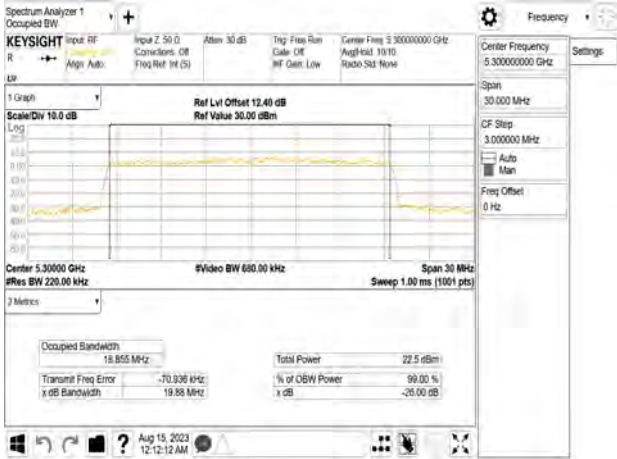 Spectrum Analyzer 1
Occupied BW
+
Frequency
KEYSIGHT
R
Input: RF
Align: Auto
Input Z: 50 Ω
Corrections: Off
Freq Ref: Int (S)
Atten: 30 dB
Trig: Free Run
Gate: Off
#IF Gain: Low
Center Freq: 5.300000000 GHz
Avg|Hold: 10/10
Radio Std: None
1 Graph
Scale/Div 10.0 dB
Log
Ref Lvl Offset 12.40 dB
Ref Value 30.00 dBm
Center 5.30000 GHz
#Res BW 220.00 kHz
#Video BW 680.00 kHz
Span 30 MHz
Sweep 1.00 ms (1001 pts)
2 Metrics
Occupied Bandwidth
18.855 MHz
Total Power
22.5 dBm
Transmit Freq Error
-70.936 kHz
% of OBW Power
99.00 %
x dB Bandwidth
19.88 MHz
x dB
-26.00 dB
Aug 15, 2023
12:12:12 AM
Center Frequency
5.300000000 GHz
Settings
Span
30.000 MHz
CF Step
3.000000 MHz
Auto
Man
Freq Offset
0 Hz